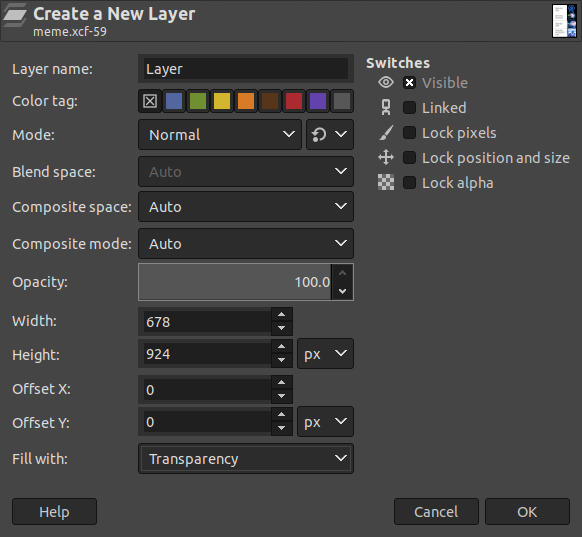 Create a New Layer
meme.xcf-59
Layer name: Layer
Color tag:
Mode: Normal
Blend space: Auto
Composite space: Auto
Composite mode: Auto
Opacity: 100.0
Width: 678
Height: 924 px
Offset X: 0
Offset Y: 0 px
Fill with: Transparency
Switches
Visible
Linked
Lock pixels
Lock position and size
Lock alpha
Help Cancel OK